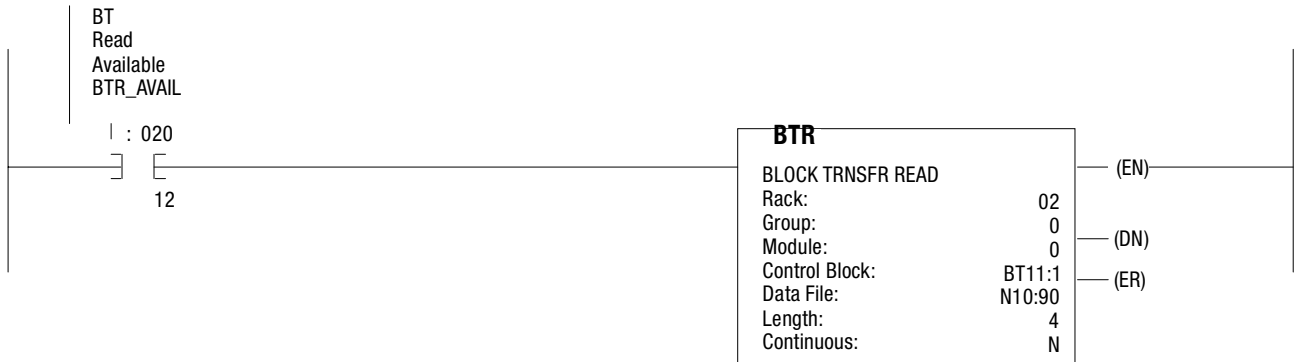 BT
Read
Available
BTR_AVAIL
I : 020
12
BTR
BLOCK TRNSFR READ
Rack: 02
Group: 0
Module: 0
Control Block: BT11:1
Data File: N10:90
Length: 4
Continuous: N
(EN)
(DN)
(ER)